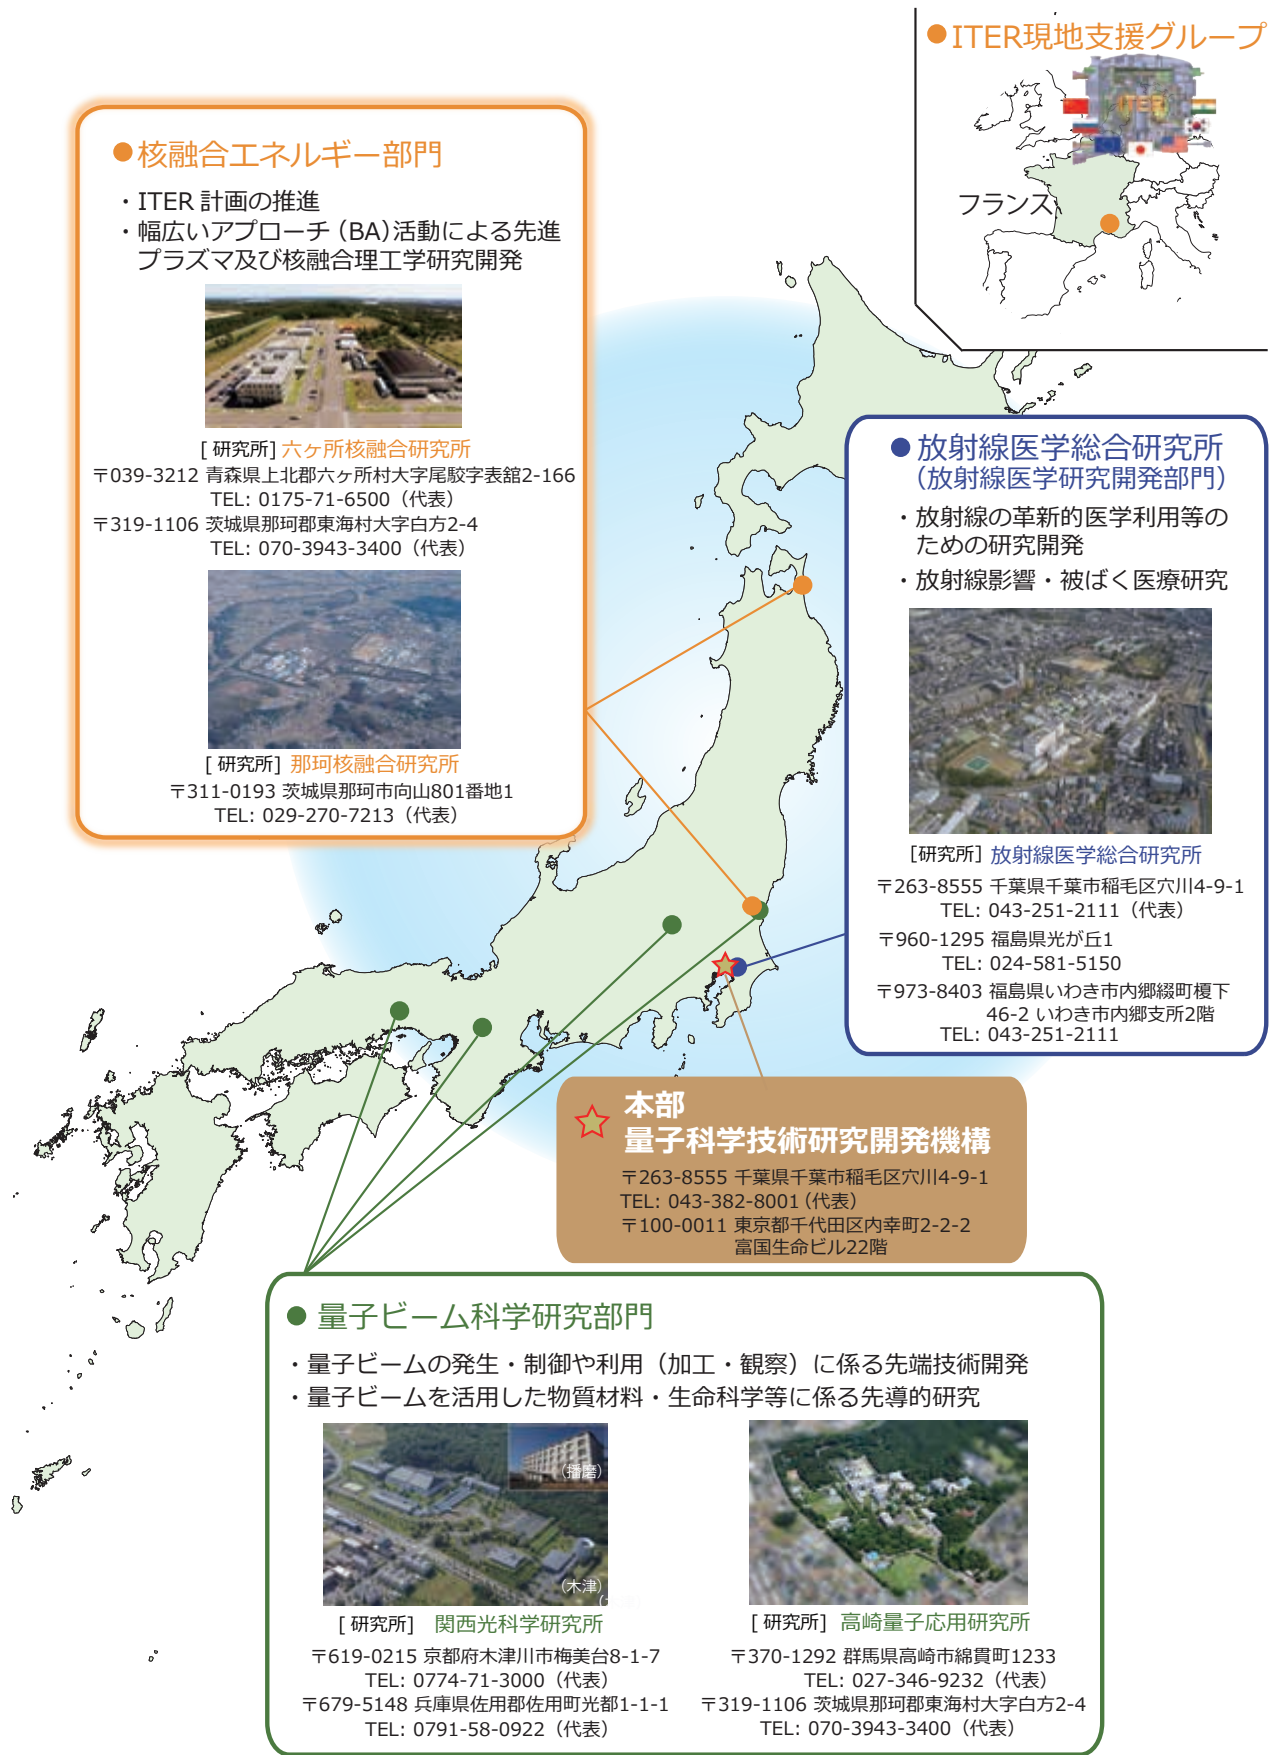 ●ITER現地支援グループ
フランス
ITER
●核融合エネルギー部門
・ITER 計画の推進
・幅広いアプローチ（BA）活動による先進
プラズマ及び核融合理工学研究開発
[ 研究所] 六ヶ所核融合研究所
〒039-3212 青森県上北郡六ヶ所村大字尾駮字表舘2-166
TEL: 0175-71-6500（代表）
〒319-1106 茨城県那珂郡東海村大字白方2-4
TEL: 070-3943-3400（代表）
[ 研究所] 那珂核融合研究所
〒311-0193 茨城県那珂市向山801番地1
TEL: 029-270-7213（代表）
●放射線医学総合研究所
（放射線医学研究開発部門）
・放射線の革新的医学利用等の
ための研究開発
・放射線影響・被ばく医療研究
[研究所] 放射線医学総合研究所
〒263-8555 千葉県千葉市稲毛区穴川4-9-1
TEL: 043-251-2111（代表）
〒960-1295 福島県光が丘1
TEL: 024-581-5150
〒973-8403 福島県いわき市内郷綴町榎下
46-2 いわき市内郷支所2階
TEL: 043-251-2111
本部
量子科学技術研究開発機構
〒263-8555 千葉県千葉市稲毛区穴川4-9-1
TEL: 043-382-8001（代表）
〒100-0011 東京都千代田区内幸町2-2-2
富国生命ビル22階
● 量子ビーム科学研究部門
・量子ビームの発生・制御や利用（加工・観察）に係る先端技術開発
・量子ビームを活用した物質材料・生命科学等に係る先導的研究
（播磨）
（木津）
[ 研究所] 関西光科学研究所
〒619-0215 京都府木津川市梅美台8-1-7
TEL: 0774-71-3000（代表）
〒679-5148 兵庫県佐用郡佐用町光都1-1-1
TEL: 0791-58-0922（代表）
[ 研究所] 高崎量子応用研究所
〒370-1292 群馬県高崎市綿貫町1233
TEL: 027-346-9232（代表）
〒319-1106 茨城県那珂郡東海村大字白方2-4
TEL: 070-3943-3400（代表）